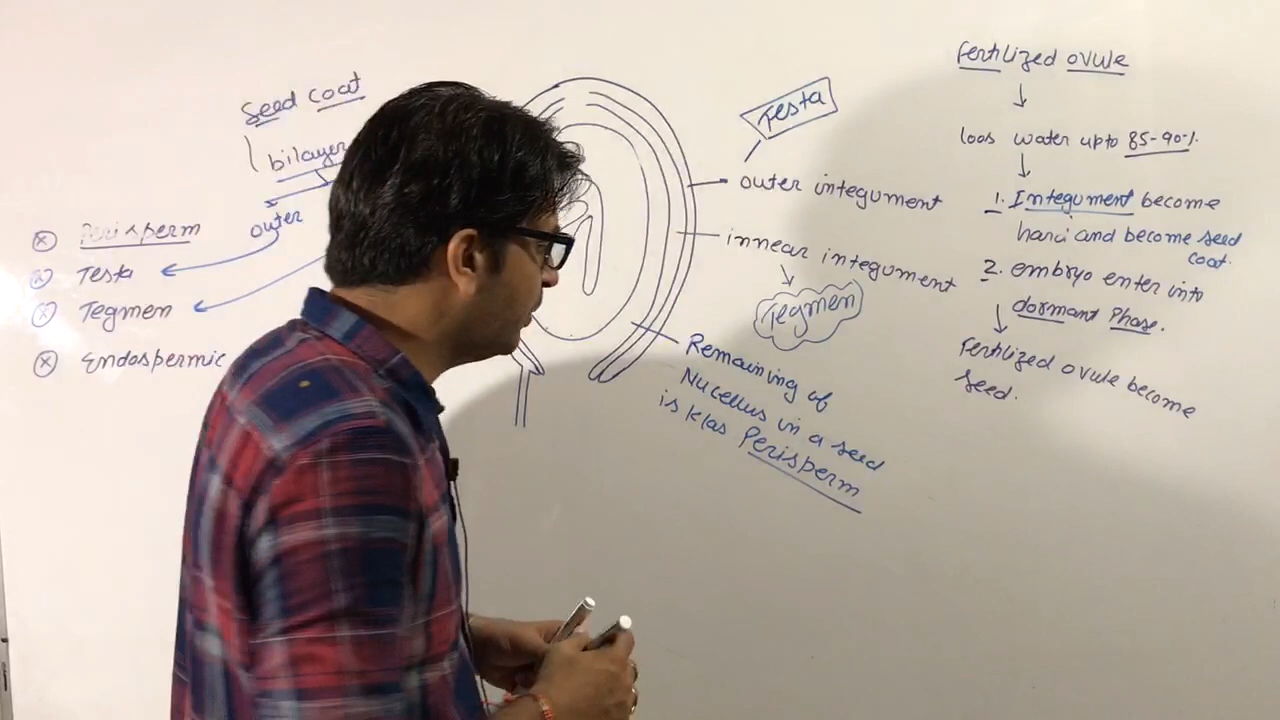 Seed coat
bilayer
outer
Perisperm
Testa
Tegmen
Endospermic
Testa
outer integument
innear integument
Tegmen
Remaining of
Nucellus in a seed
is klas Perisperm
Fertilized ovule
loos water upto 85-90%.
1. Integument become
hard and become seed
coat.
2. embryo enter into
dormant Phase.
Fertilized ovule become
seed.